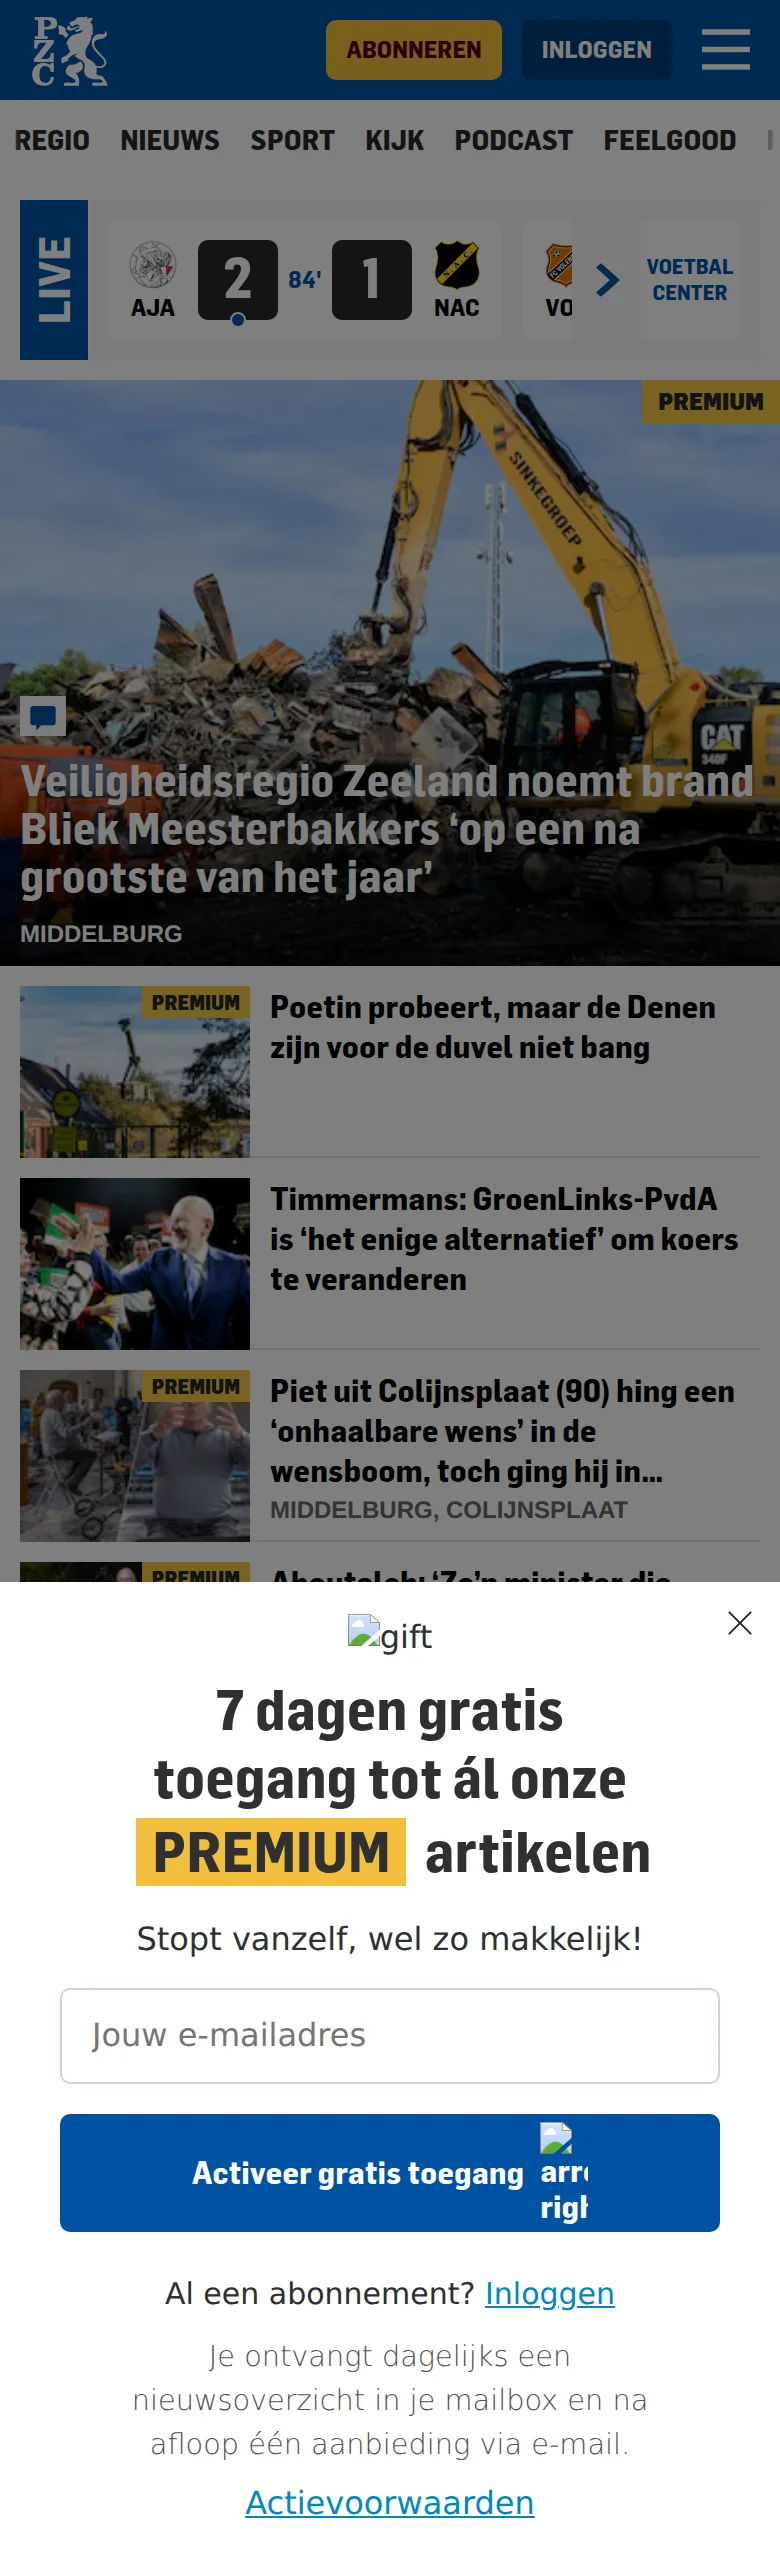 PZC
ABONNEREN
INLOGGEN
REGIO NIEUWS SPORT KIJK PODCAST FEELGOOD
LIVE
AJA
2
84'
1
NAC
VO
VOETBAL
CENTER
PREMIUM
SINKEGROEP
CAT
340F
Veiligheidsregio Zeeland noemt brand
Bliek Meesterbakkers ‘op een na
grootste van het jaar’
MIDDELBURG
PREMIUM
Poetin probeert, maar de Denen
zijn voor de duvel niet bang
Timmermans: GroenLinks-PvdA
is ‘het enige alternatief’ om koers
te veranderen
PREMIUM
Piet uit Colijnsplaat (90) hing een
‘onhaalbare wens’ in de
wensboom, toch ging hij in...
MIDDELBURG, COLIJNSPLAAT
PREMIUM
gift
7 dagen gratis
toegang tot ál onze
PREMIUM artikelen
Stopt vanzelf, wel zo makkelijk!
Jouw e-mailadres
Activeer gratis toegang
Al een abonnement? Inloggen
Je ontvangt dagelijks een
nieuwsoverzicht in je mailbox en na
afloop één aanbieding via e-mail.
Actievoorwaarden